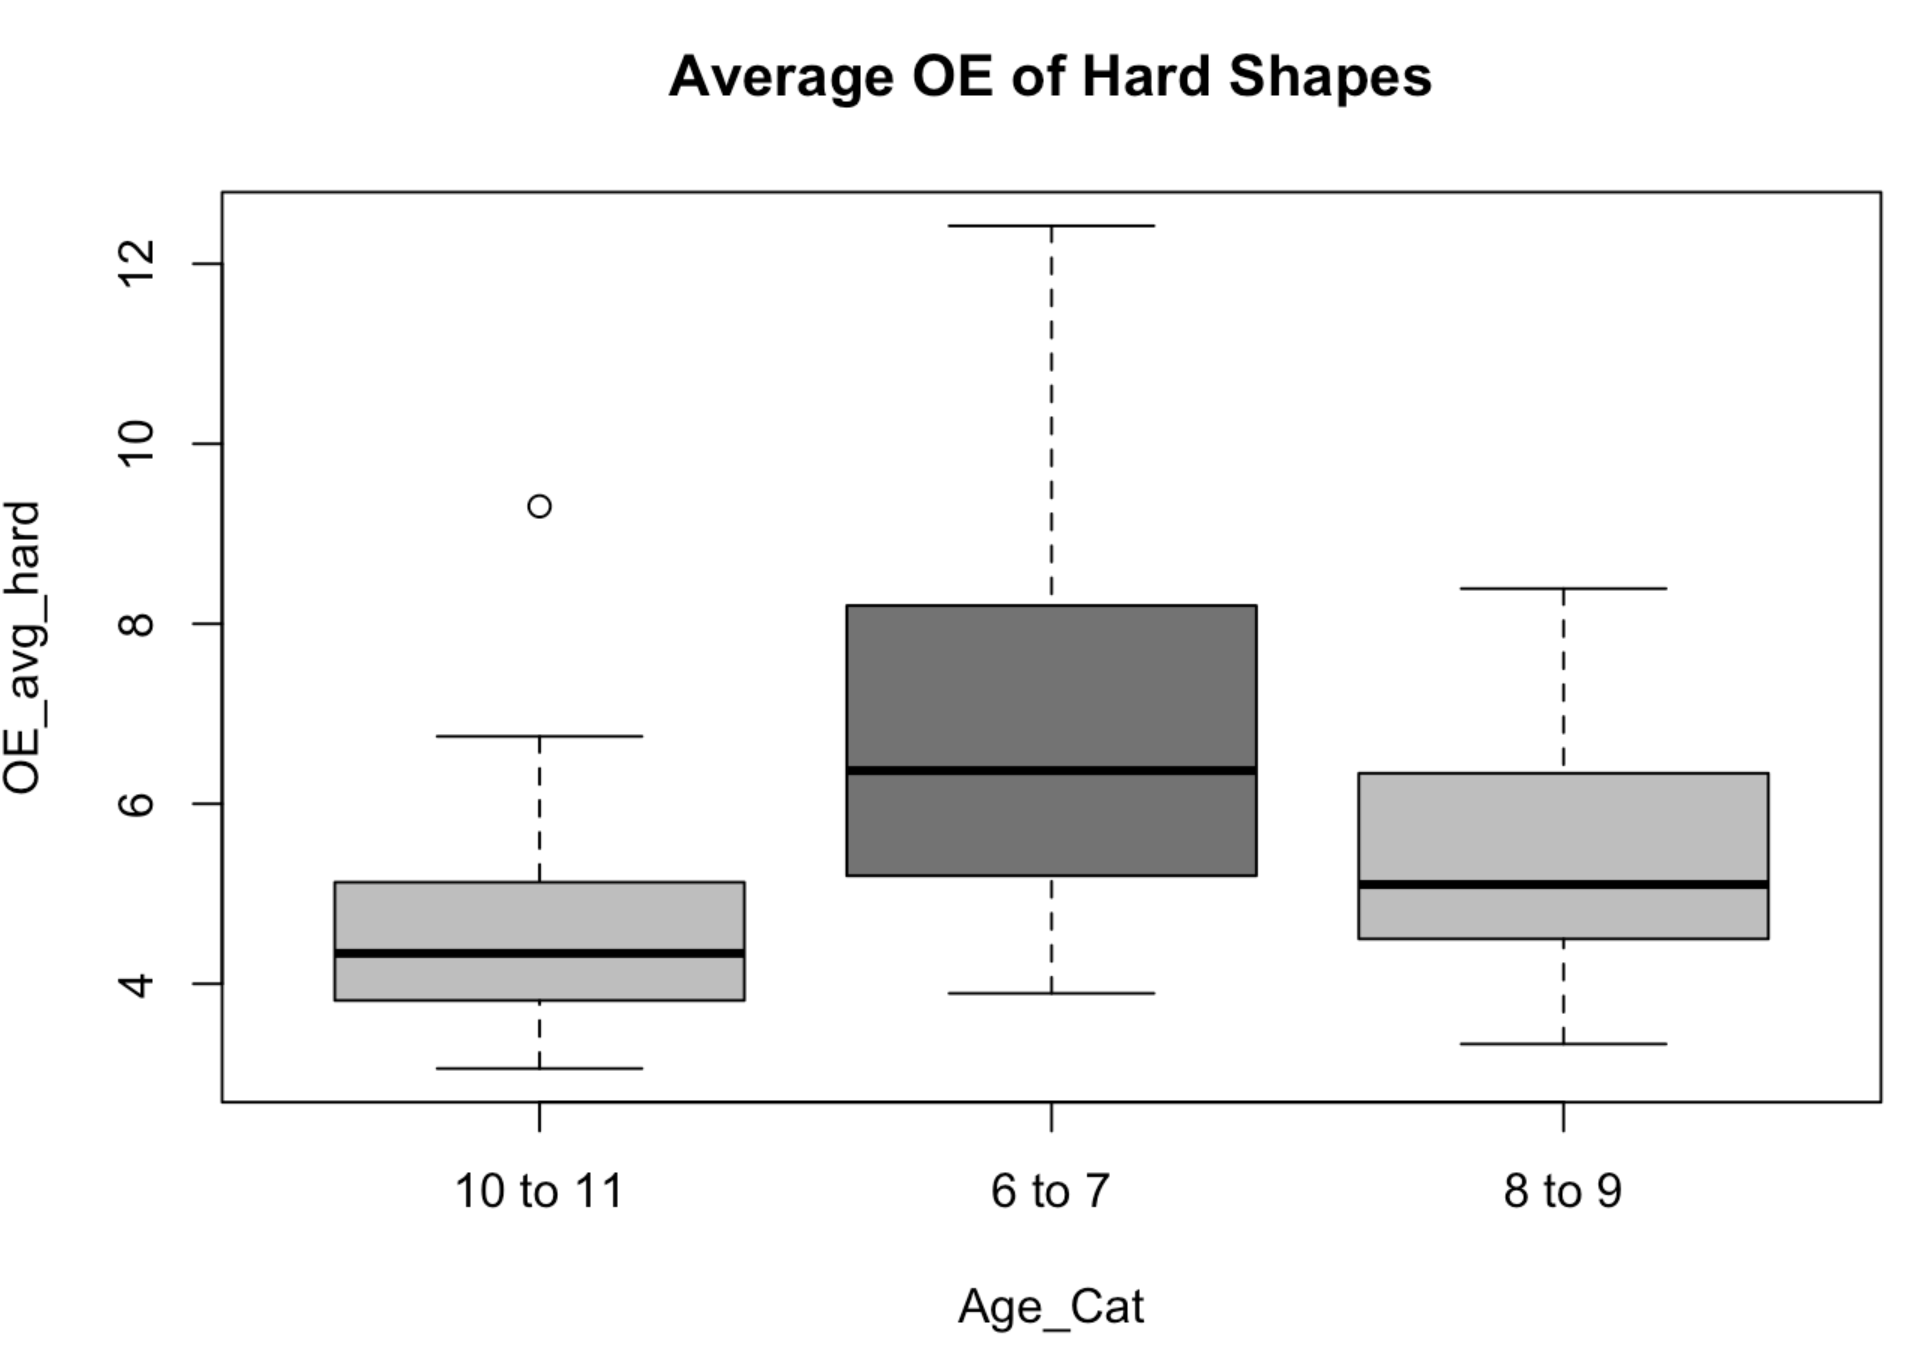 Average OE of Hard Shapes
OE_avg_hard
12
10
8
6
4
10 to 11
6 to 7
8 to 9
Age_Cat